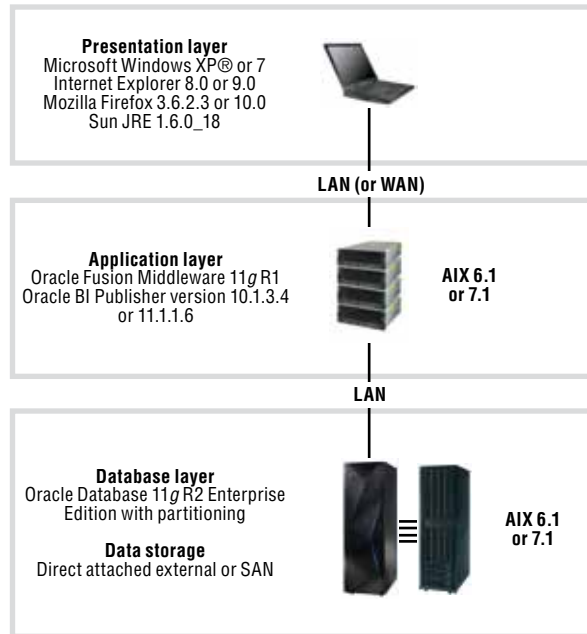 Presentation layer
Microsoft Windows XP® or 7
Internet Explorer 8.0 or 9.0
Mozilla Firefox 3.6.2.3 or 10.0
Sun JRE 1.6.0_18
LAN (or WAN)
Application layer
Oracle Fusion Middleware 11g R1
Oracle BI Publisher version 10.1.3.4
or 11.1.1.6
AIX 6.1
or 7.1
LAN
Database layer
Oracle Database 11g R2 Enterprise
Edition with partitioning
Data storage
Direct attached external or SAN
AIX 6.1
or 7.1